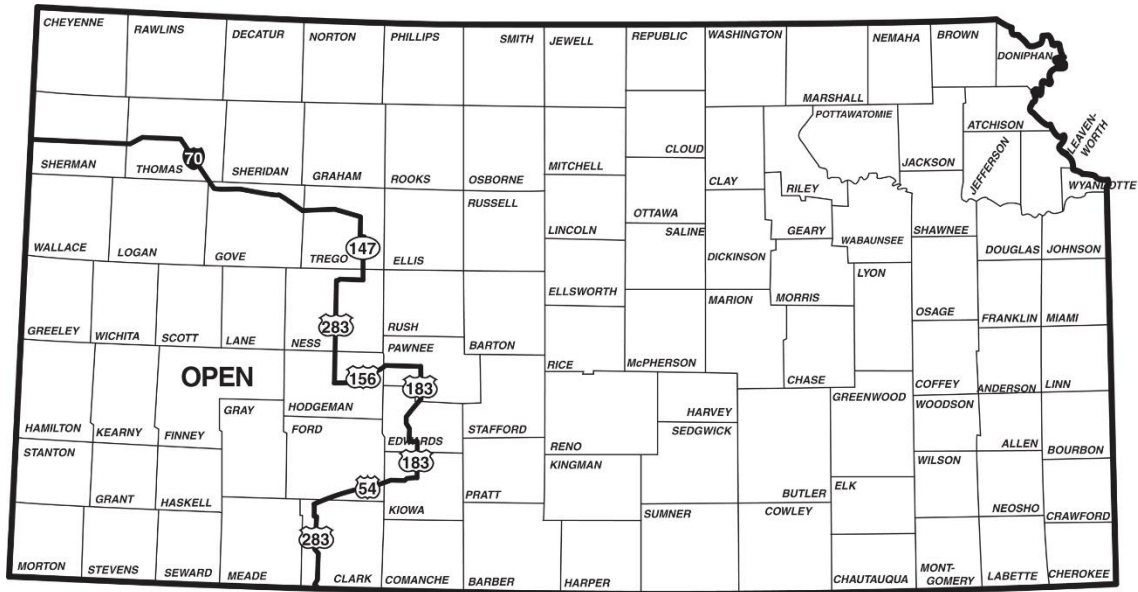 CHEYENNE
RAWLINS
DECATUR
NORTON
PHILLIPS
SMITH
JEWELL
REPUBLIC
WASHINGTON
MARSHALL
NEMAHA
BROWN
DONIPHAN
SHERMAN
THOMAS
70
SHERIDAN
GRAHAM
ROOKS
OSBORNE
MITCHELL
CLOUD
CLAY
RILEY
POTTAWATOMIE
JACKSON
ATCHISON
JEFFERSON
LEAVEN-
WORTH
WYANDOTTE
WALLACE
LOGAN
GOVE
TREGO
147
ELLIS
RUSSELL
LINCOLN
OTTAWA
SALINE
DICKINSON
GEARY
WABAUNSEE
SHAWNEE
DOUGLAS
JOHNSON
GREELEY
WICHITA
SCOTT
LANE
NESS
283
RUSH
BARTON
ELLSWORTH
RICE
McPHERSON
MARION
MORRIS
CHASE
LYON
OSAGE
FRANKLIN
MIAMI
OPEN
156
PAWNEE
183
HAMILTON
KEARNY
FINNEY
GRAY
HODGEMAN
FORD
EDWARDS
STAFFORD
RENO
HARVEY
SEDGWICK
BUTLER
GREENWOOD
COFFEY
WOODSON
ANDERSON
LINN
ALLEN
BOURBON
STANTON
GRANT
HASKELL
54
183
KIOWA
PRATT
KINGMAN
SUMNER
COWLEY
ELK
WILSON
NEOSHO
CRAWFORD
MORTON
STEVENS
SEWARD
MEADE
283
CLARK
COMANCHE
BARBER
HARPER
CHAUTAUQUA
MONT-
GOMERY
LABETTE
CHEROKEE